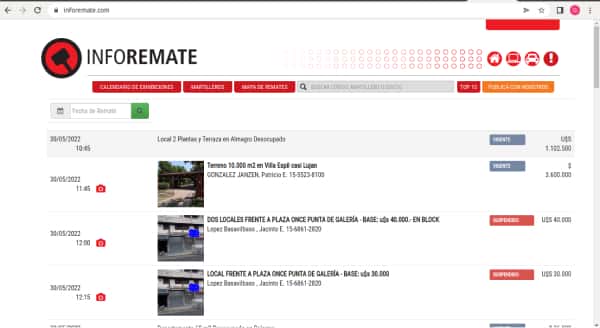 inforemate.com
INFOREMATE
CALENDARIO DE EXHIBICIONES
MARTILLEROS
MAPA DE REMATES
TOP 10
PUBLICA CON NOSOTROS
Fecha de Remate
30/05/2022
10:45
Local 2 Plantas y Terraza en Almagro Desocupado
VIGENTE
U$S
1.102.500
30/05/2022
11:45
Terreno 10.000 m2 en Villa Espil casi Lujan
GONZALEZ JANZEN, Patricio E. 15-5523-8100
VIGENTE
$
3.600.000
30/05/2022
12:00
DOS LOCALES FRENTE A PLAZA ONCE PUNTA DE GALERÍA - BASE: u$s 40.000.- EN BLOCK
Lopez Basavilbaso , Jacinto E. 15-6861-2820
SUSPENDIDO
U$S 40.000
30/05/2022
12:15
LOCAL FRENTE A PLAZA ONCE PUNTA DE GALERÍA - BASE: u$s 30.000
Lopez Basavilbaso , Jacinto E. 15-6861-2820
SUSPENDIDO
U$S 30.000